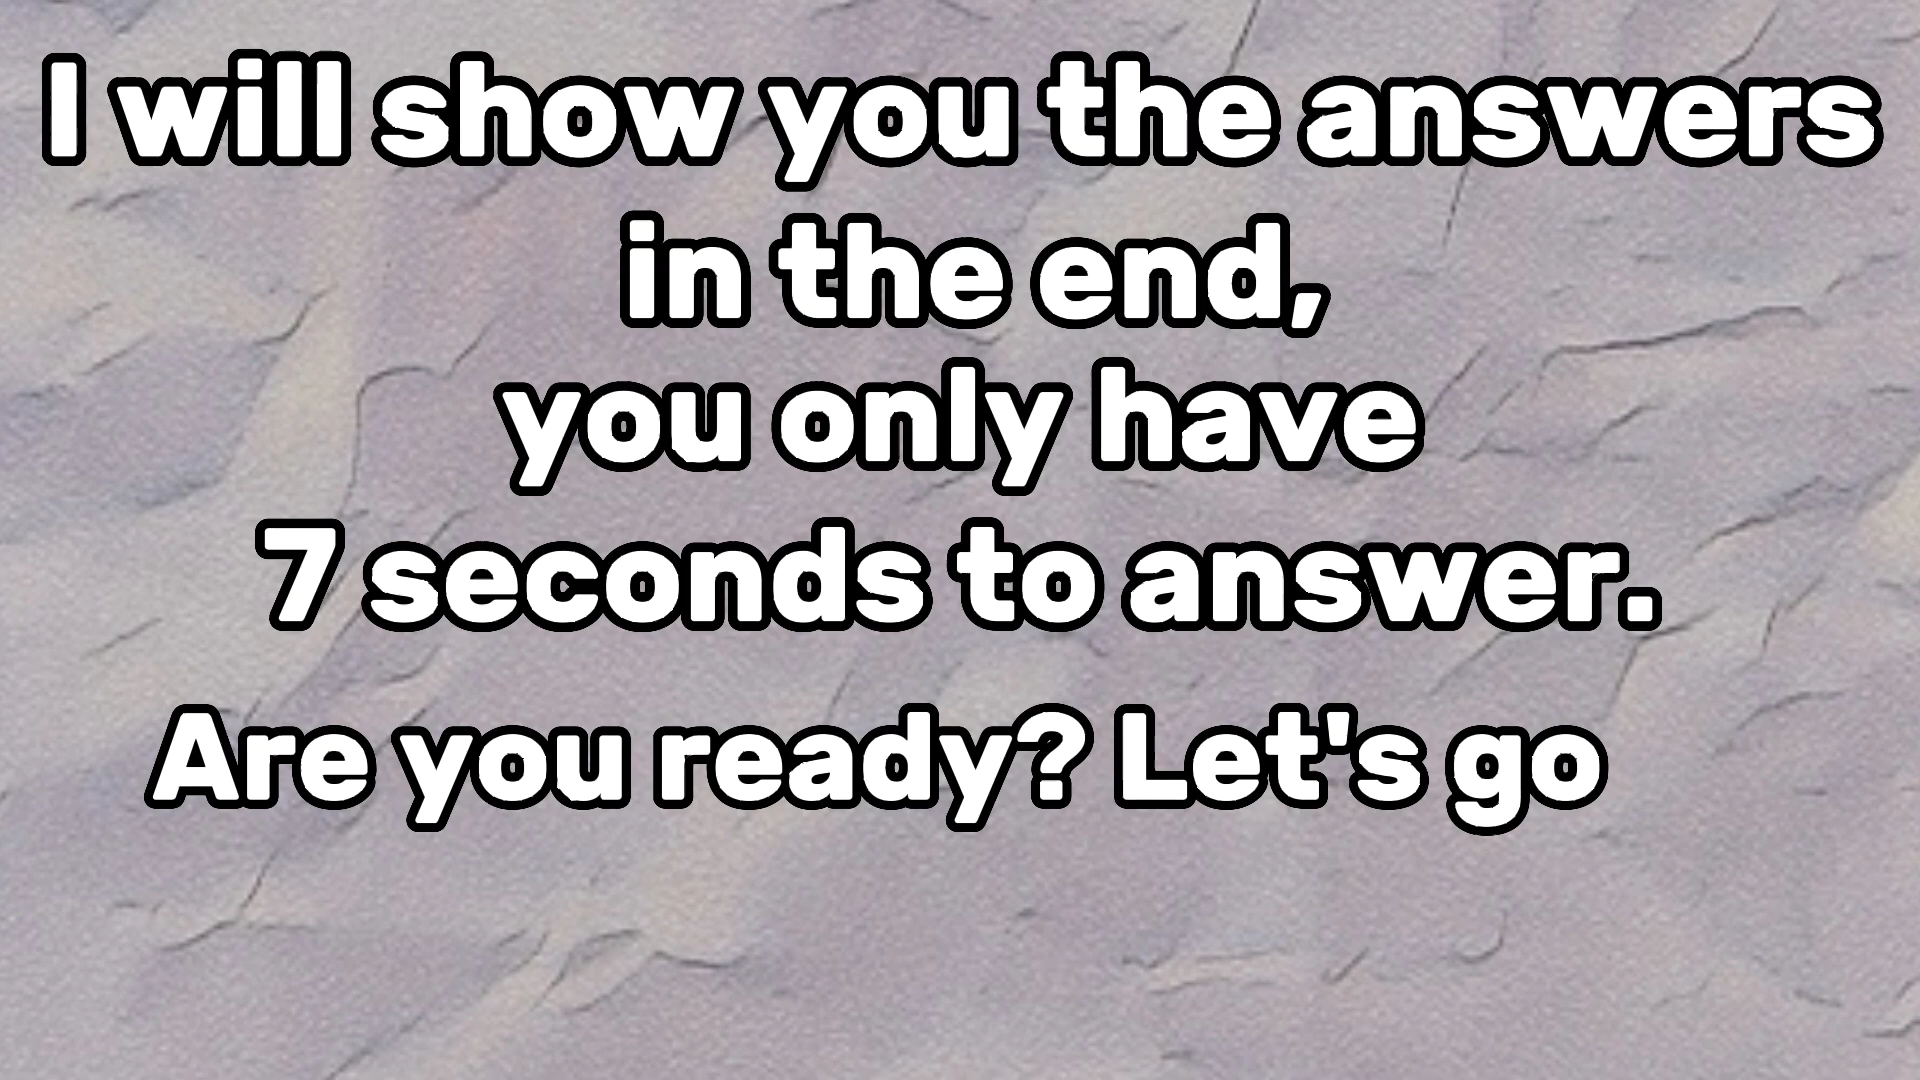 I will show you the answers
in the end,
you only have
7 seconds to answer.
Are you ready? Let's go